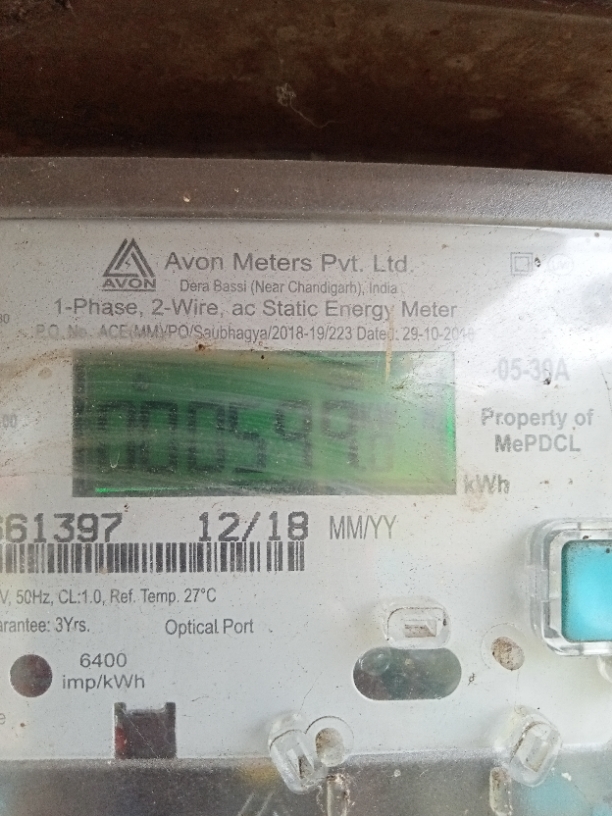 AVON
Avon Meters Pvt. Ltd.
Dera Bassi (Near Chandigarh), India
1-Phase, 2-Wire, ac Static Energy Meter
P.O. No. ACE(MM)/PO/Saubhagya/2018-19/223 Dated: 29-10-2018
05-30A
Property of
MePDCL
kWh
661397 12/18 MM/YY
V, 50Hz, CL:1.0, Ref. Temp. 27°C
arantee: 3Yrs.
Optical Port
6400
imp/kWh